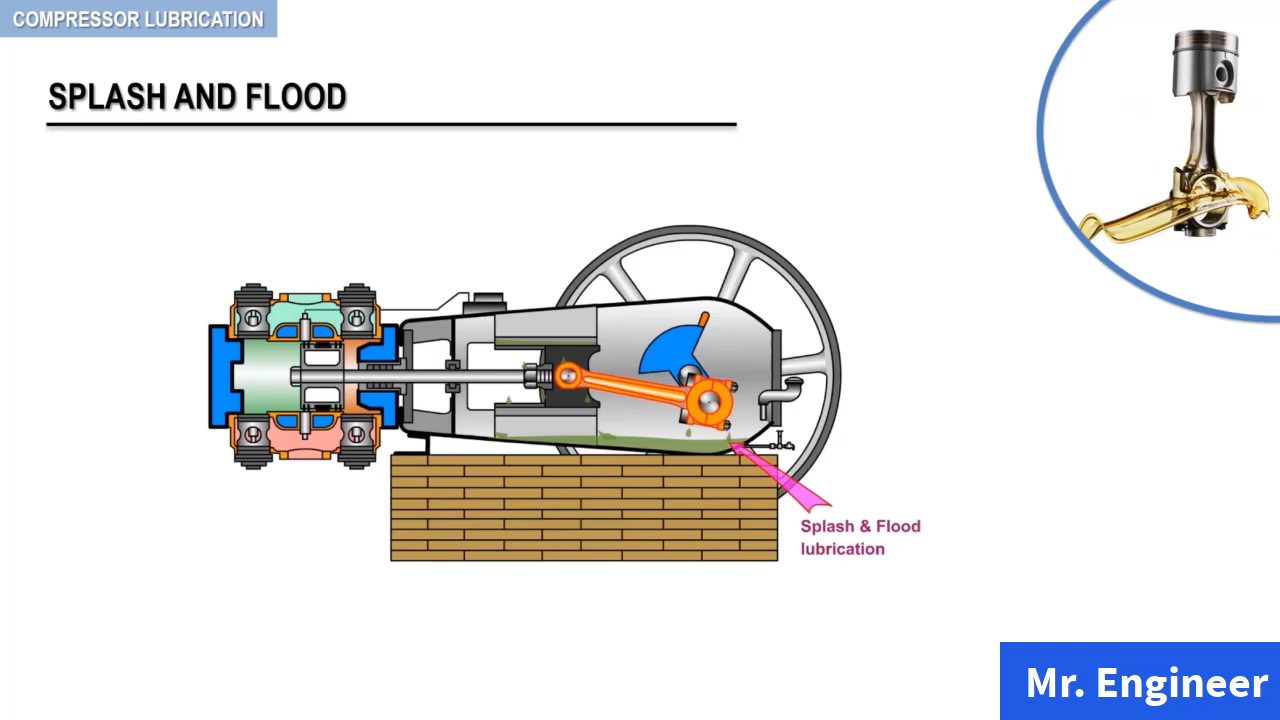 COMPRESSOR LUBRICATION
SPLASH AND FLOOD
Splash & Flood
lubrication
Mr. Engineer